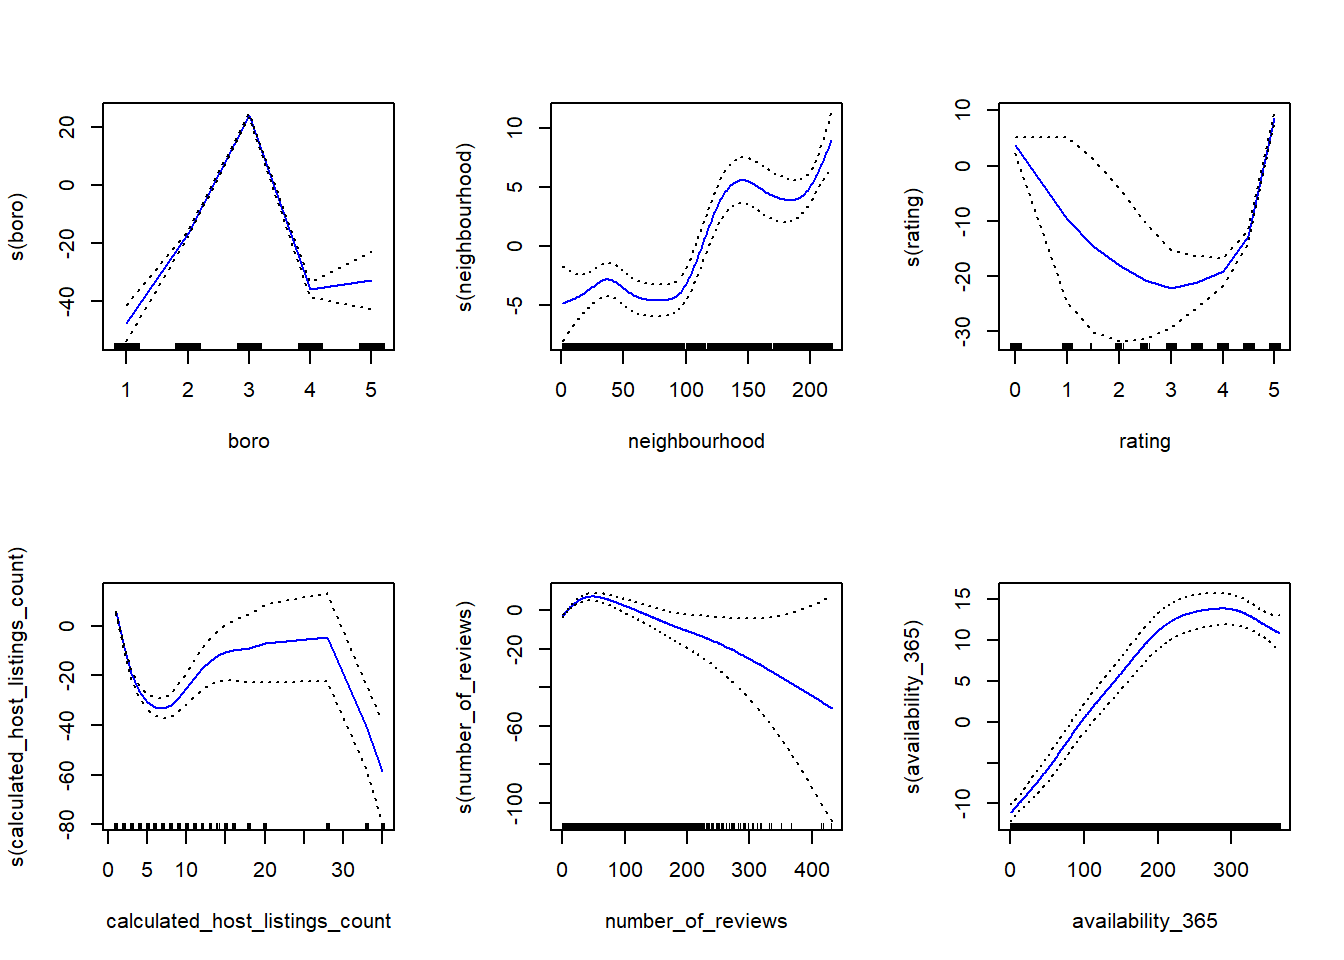 s(boro)
20
0
-20
-40
1 2 3 4 5
boro
s(neighbourhood)
10
5
0
-5
0 50 100 150 200
neighbourhood
s(rating)
10
0
-10
-20
-30
0 1 2 3 4 5
rating
s(calculated_host_listings_count)
0
-20
-40
-60
-80
0 5 10 20 30
calculated_host_listings_count
s(number_of_reviews)
0
-20
-60
-100
0 100 200 300 400
number_of_reviews
s(availability_365)
15
10
5
0
-10
0 100 200 300
availability_365